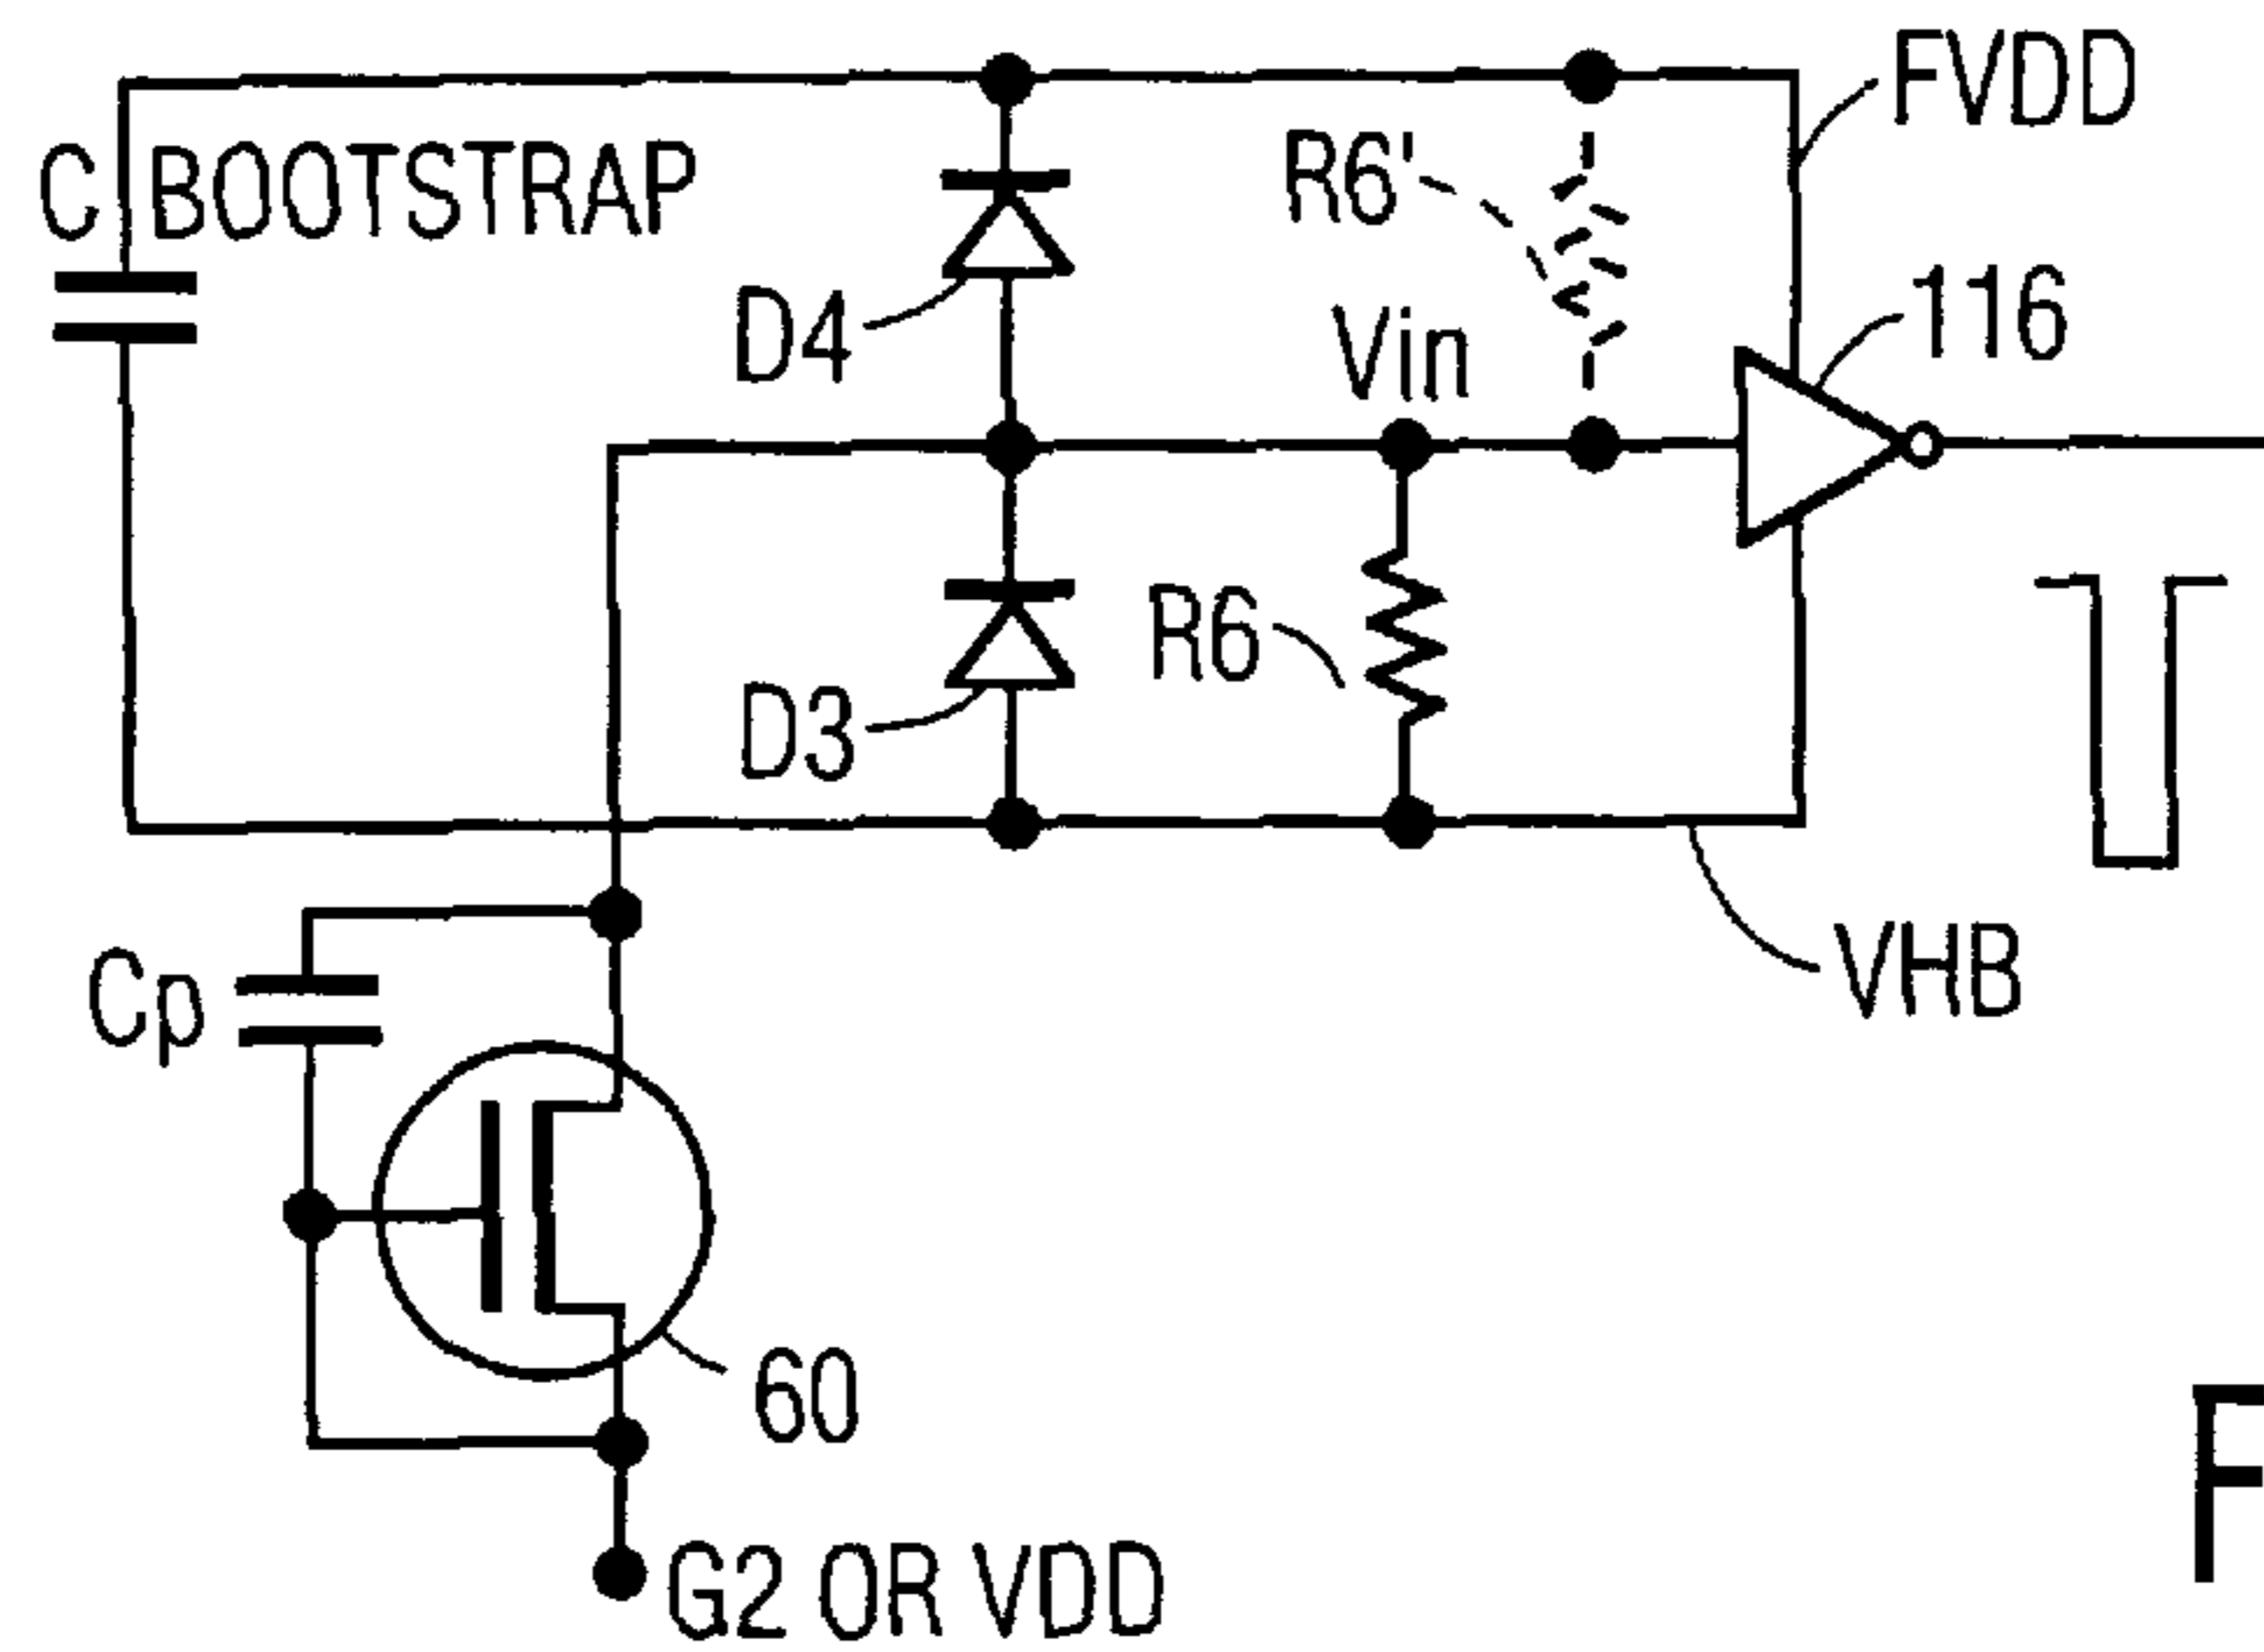 FVDD
C BOOTSTRAP
R6'
116
D4
Vin
R6
D3
VHB
Cp
60
F
G2 OR VDD